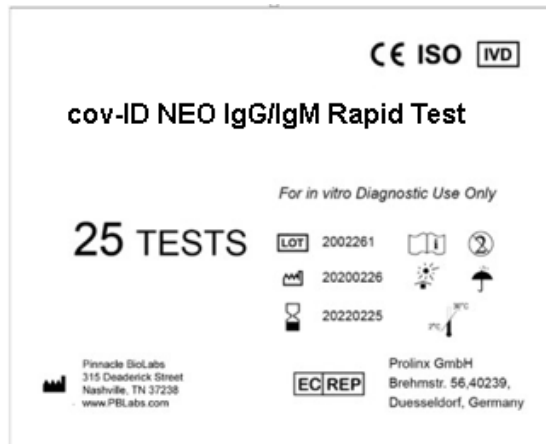 CE ISO IVD
cov-ID NEO IgG/IgM Rapid Test
For in vitro Diagnostic Use Only
25 TESTS
LOT 2002261
20200226
20220225
2°C 30°C
Pinnacle BioLabs
315 Deaderick Street
Nashville, TN 37238
www.PBLabs.com
EC REP
Prolinx GmbH
Brehmstr. 56,40239,
Duesseldorf, Germany